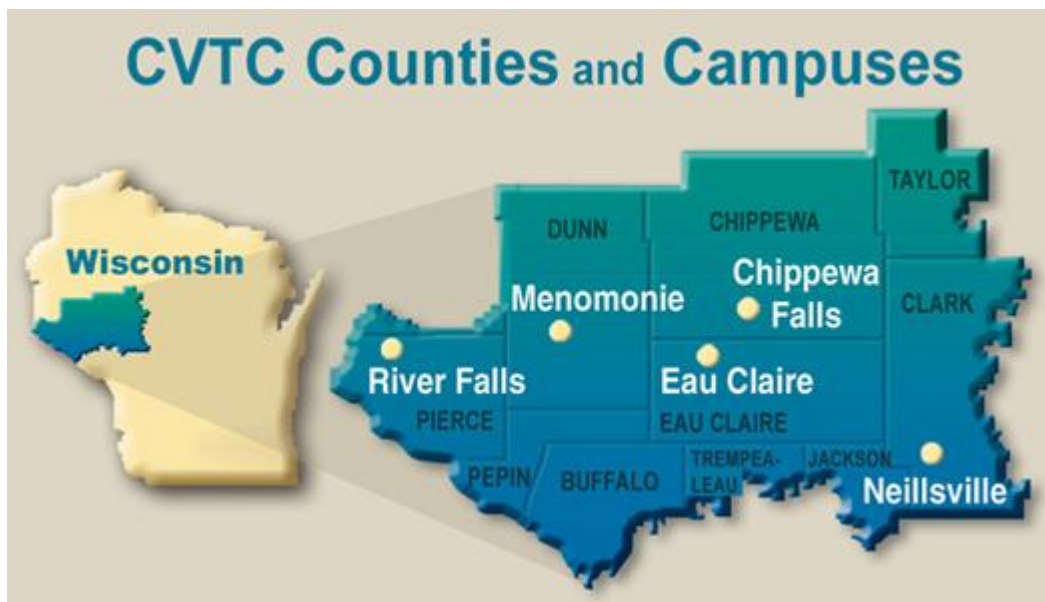 CVTC Counties and Campuses
Wisconsin
TAYLOR
DUNN
CHIPPEWA
Chippewa
Falls
Menomonie
CLARK
River Falls
Eau Claire
PIERCE
EAU CLAIRE
PEPIN
BUFFALO
TREMPEA-
LEAU
JACKSON
Neillsville